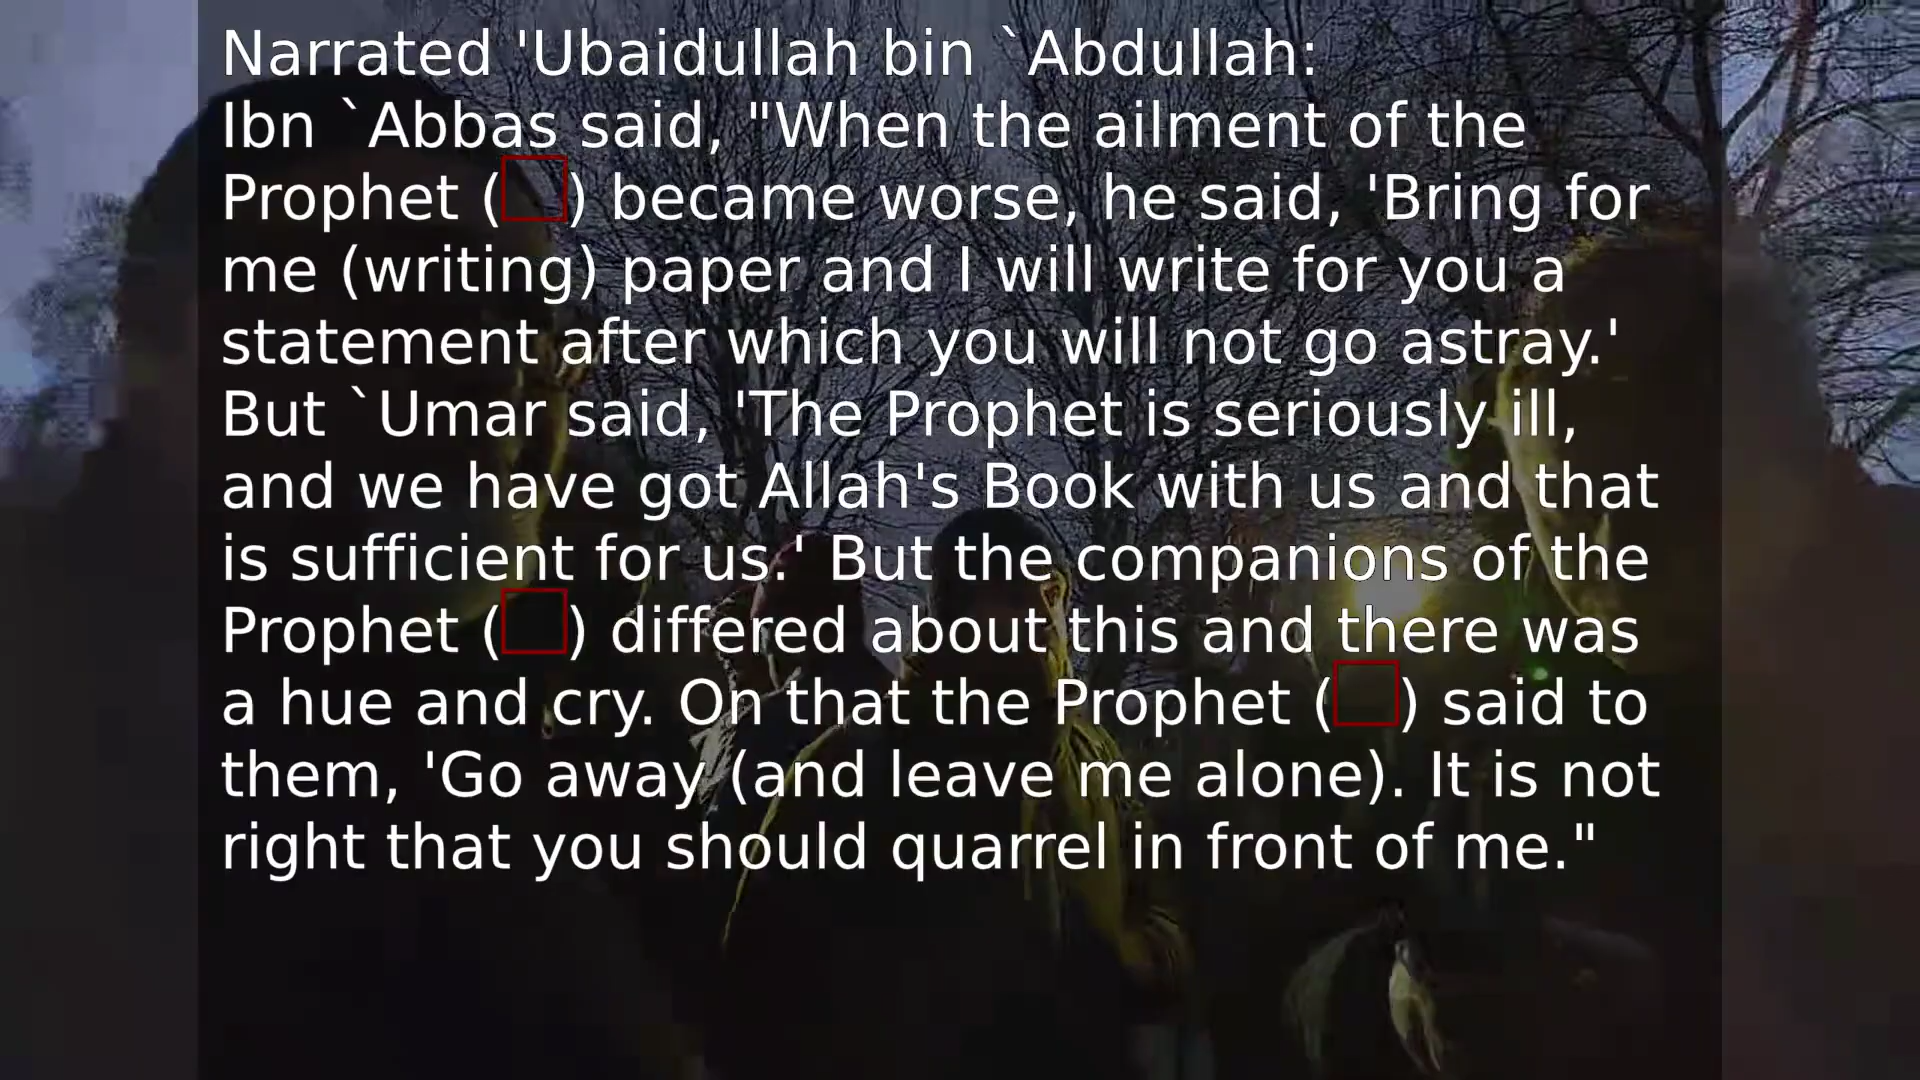 Narrated 'Ubaidullah bin `Abdullah:
Ibn `Abbas said, "When the ailment of the
Prophet (□) became worse, he said, 'Bring for
me (writing) paper and I will write for you a
statement after which you will not go astray.'
But `Umar said, 'The Prophet is seriously ill,
and we have got Allah's Book with us and that
is sufficient for us.' But the companions of the
Prophet (□) differed about this and there was
a hue and cry. On that the Prophet (□) said to
them, 'Go away (and leave me alone). It is not
right that you should quarrel in front of me."